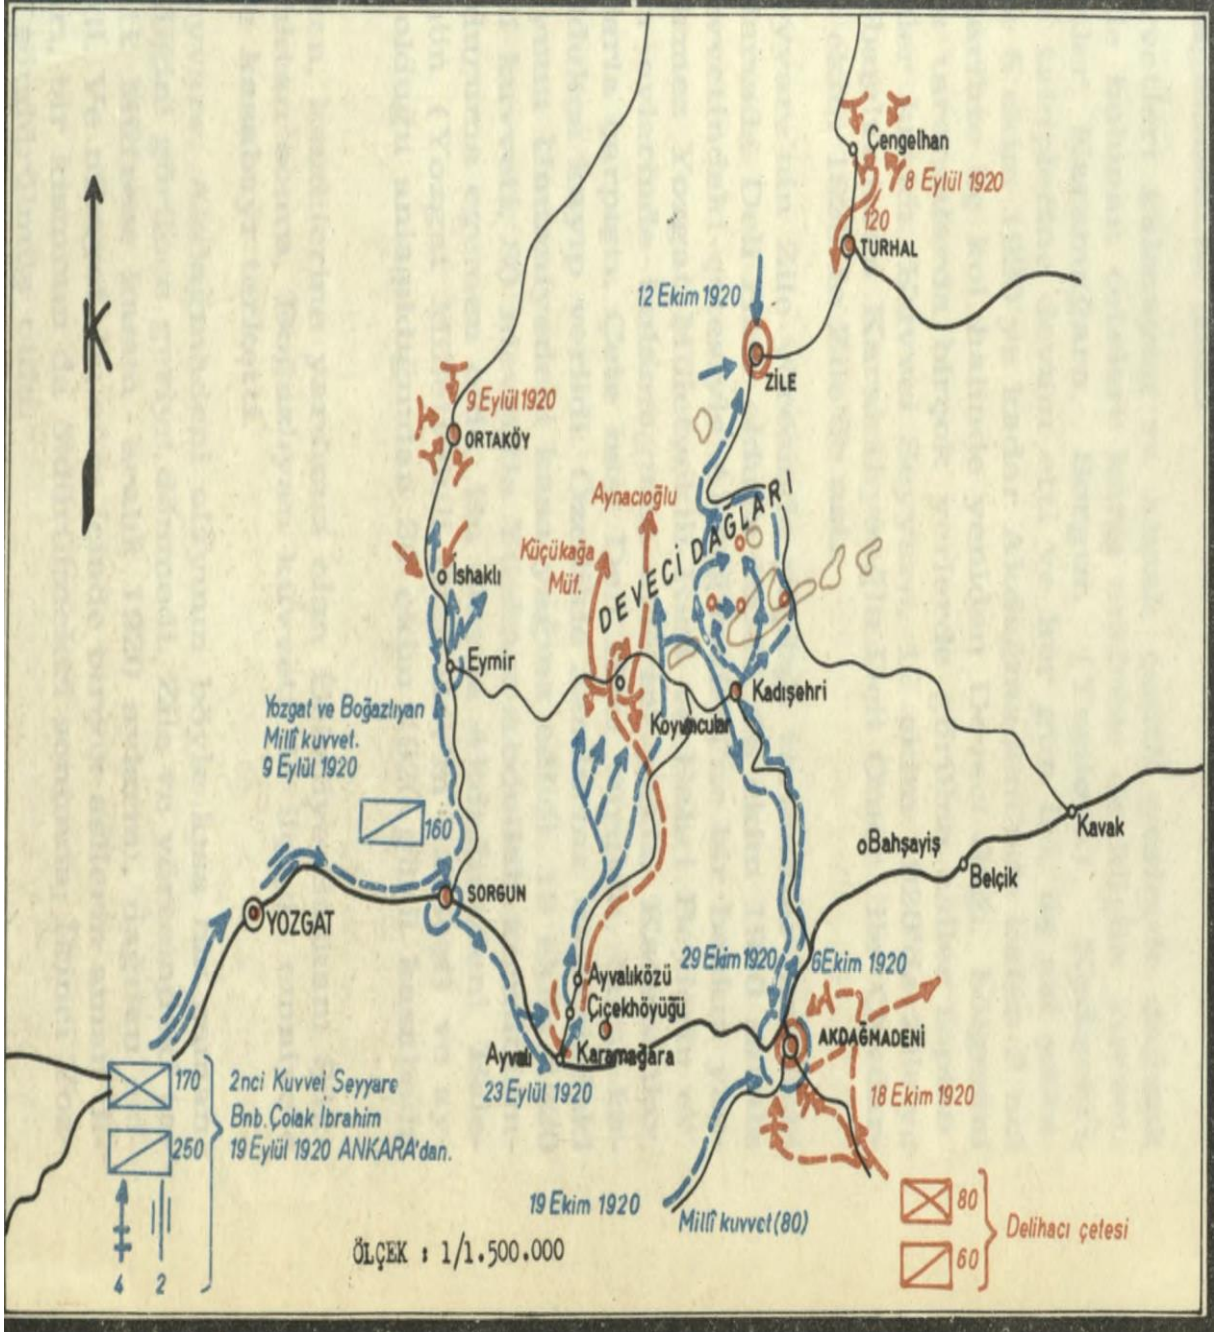 Çengelhan
8 Eylül 1920
120
TURHAL
12 Ekim 1920
ZİLE
9 Eylül 1920
ORTAKÖY
K
Aynacıoğlu
Küçükağa
Müf.
DEVECİ DAĞLARI
İshaklı
Eymir
Kadışehri
Koyuncular
Yozgat ve Boğazlıyan
Millî kuvvet.
9 Eylül 1920
160
Kavak
Bahşayiş
Belçik
SORGUN
YOZGAT
29 Ekim 1920
6Ekim 1920
Ayvalıközü
Çiçekhöyüğü
AKDAĞMADENİ
Ayvalı
Karamağara
23 Eylül 1920
18 Ekim 1920
170
2nci Kuvvei Seyyare
Bnb. Çolak İbrahim
250
19 Eylül 1920 ANKARA'dan.
19 Ekim 1920
Millî kuvvet (80)
80
Delihacı çetesi
60
ÖLÇEK : 1/1.500.000
4
2